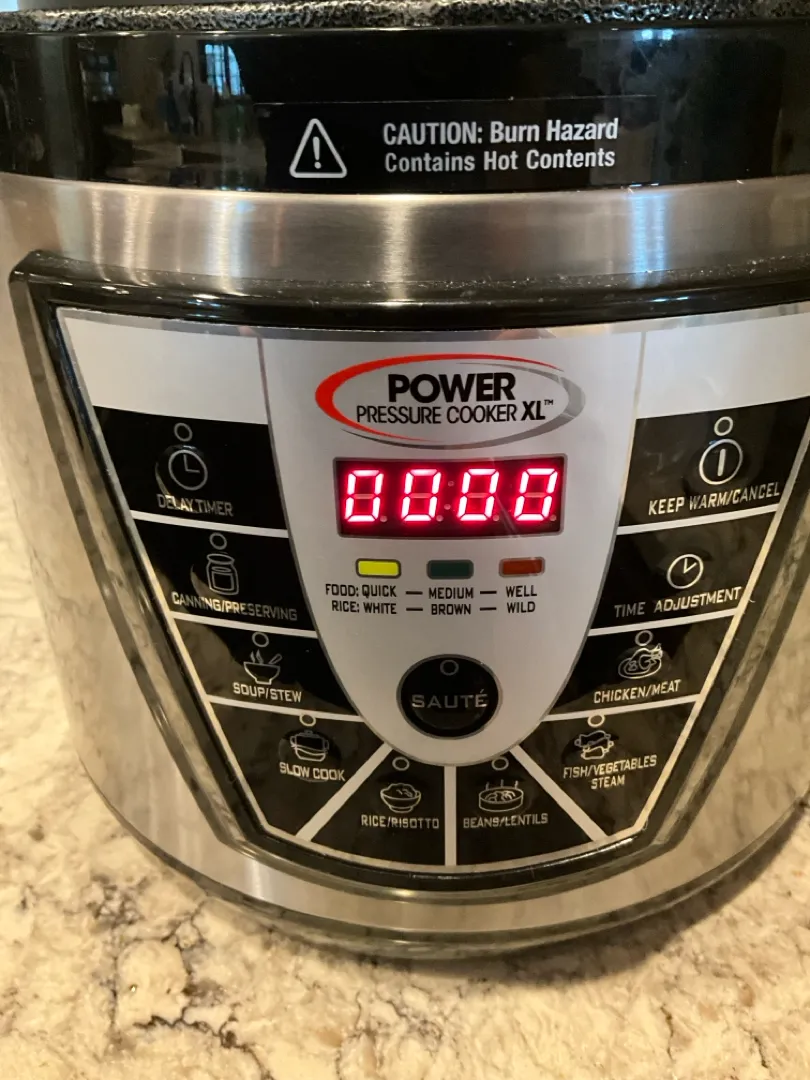 CAUTION: Burn Hazard
Contains Hot Contents
POWER
PRESSURE COOKER XL™
0000
DELAY TIMER
KEEP WARM/CANCEL
CANNING/PRESERVING
FOOD: QUICK — MEDIUM — WELL
RICE: WHITE — BROWN — WILD
TIME ADJUSTMENT
SOUP/STEW
SAUTÉ
CHICKEN/MEAT
SLOW COOK
RICE/RISOTTO
BEANS/LENTILS
FISH/VEGETABLES
STEAM